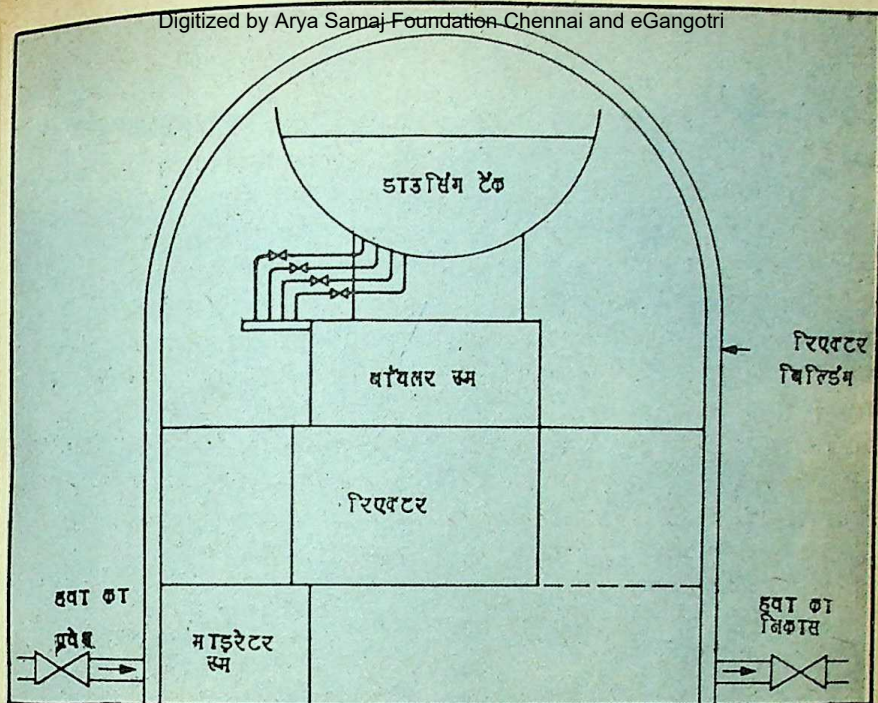 Digitized by Arya Samaj Foundation Chennai and eGangotri
डाउसिंग टैंक
रिएक्टर
बिल्डिंग
बॉयलर रूम
रिएक्टर
हवा का
प्रवेश
माडरेटर
रूम
हवा का
निकास